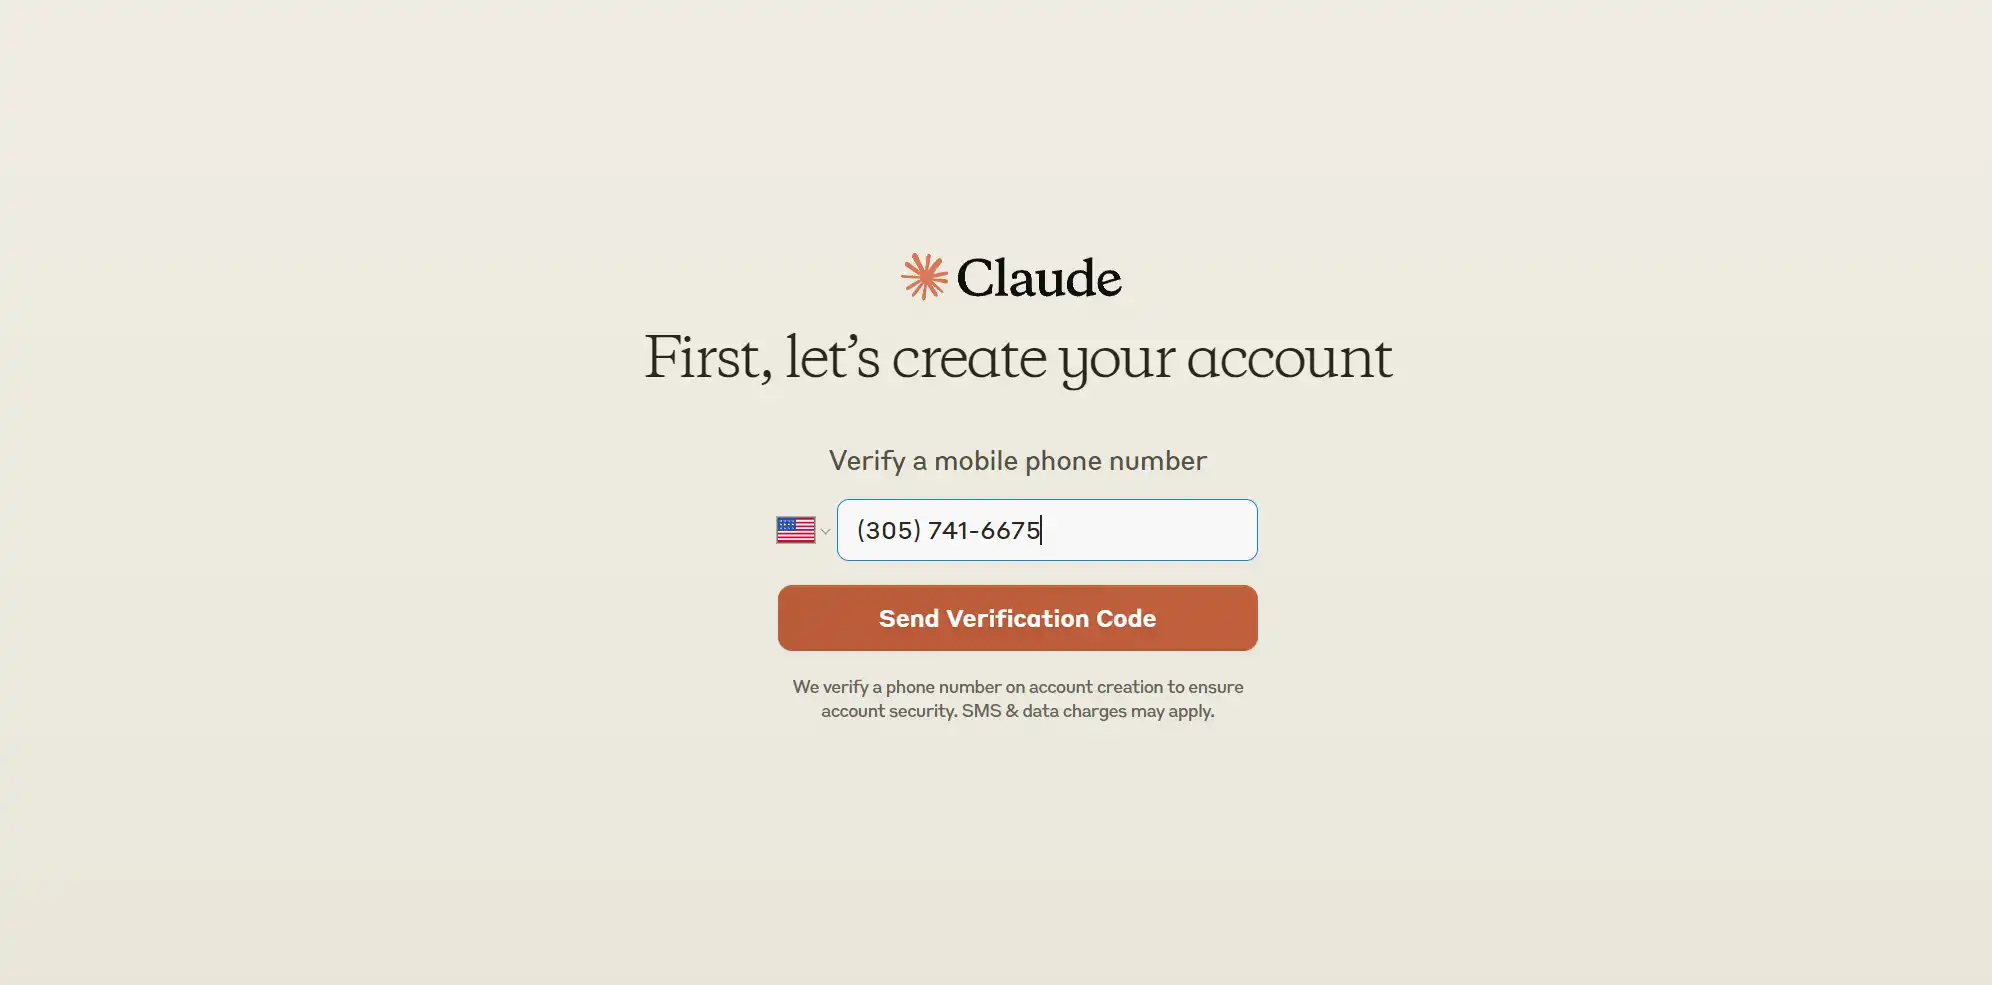 Claude
First, let’s create your account
Verify a mobile phone number
(305) 741-6675
Send Verification Code
We verify a phone number on account creation to ensure
account security. SMS & data charges may apply.